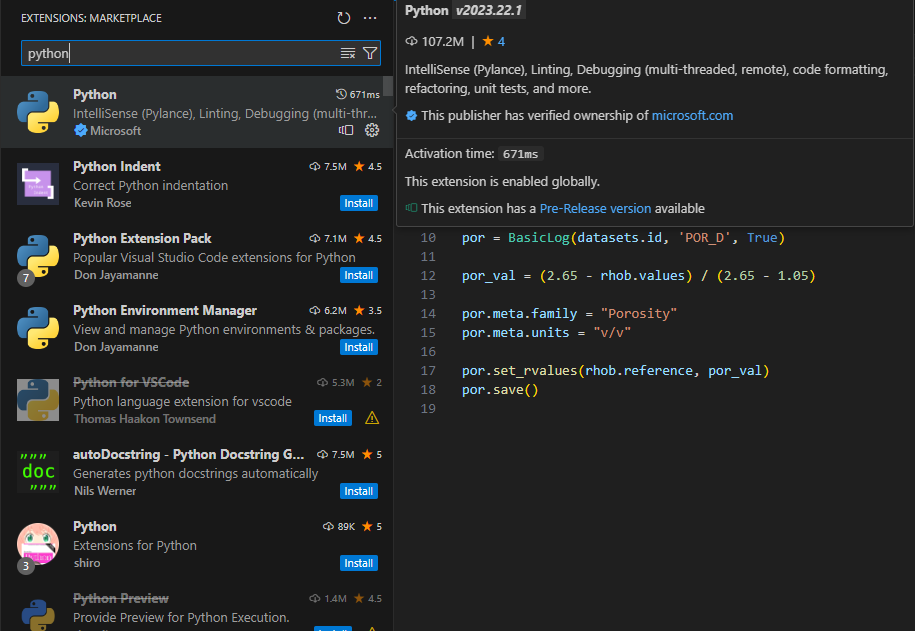 EXTENSIONS: MARKETPLACE
python
Python
671ms
IntelliSense (Pylance), Linting, Debugging (multi-thr...
Microsoft
Python Indent
7.5M 4.5
Correct Python indentation
Kevin Rose
Install
Python Extension Pack
7.1M 4.5
Popular Visual Studio Code extensions for Python
Don Jayamanne
Install
7
Python Environment Manager
6.2M 3.5
View and manage Python environments & packages.
Don Jayamanne
Install
Python for VSCode
5.3M 2
Python language extension for vscode
Thomas Haakon Townsend
Install
autoDocstring - Python Docstring G...
7.5M 5
"""
doc
"""
Generates python docstrings automatically
Nils Werner
Install
Python
89K 5
Extensions for Python
shiro
Install
3
Python Preview
1.4M 4.5
Provide Preview for Python Execution.
Python v2023.22.1
107.2M | 4
IntelliSense (Pylance), Linting, Debugging (multi-threaded, remote), code formatting,
refactoring, unit tests, and more.
This publisher has verified ownership of microsoft.com
Activation time: 671ms
This extension is enabled globally.
This extension has a Pre-Release version available
10 por = BasicLog(datasets.id, 'POR_D', True)
11
12 por_val = (2.65 - rhob.values) / (2.65 - 1.05)
13
14 por.meta.family = "Porosity"
15 por.meta.units = "v/v"
16
17 por.set_rvalues(rhob.reference, por_val)
18 por.save()
19